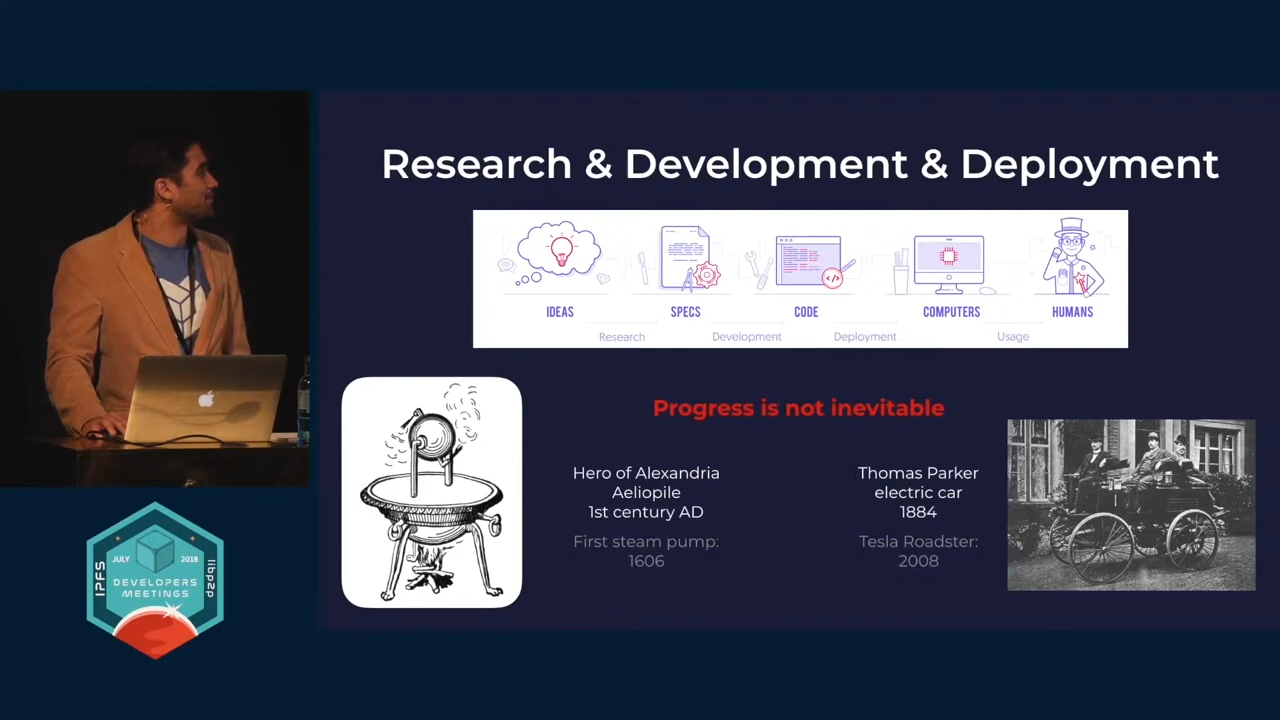 Research & Development & Deployment
IDEAS
SPECS
CODE
COMPUTERS
HUMANS
Research
Development
Deployment
Usage
Progress is not inevitable
Hero of Alexandria
Aeliopile
1st century AD
First steam pump:
1606
Thomas Parker
electric car
1884
Tesla Roadster:
2008
JULY
2018
IPFS
libp2p
DEVELOPERS
MEETINGS